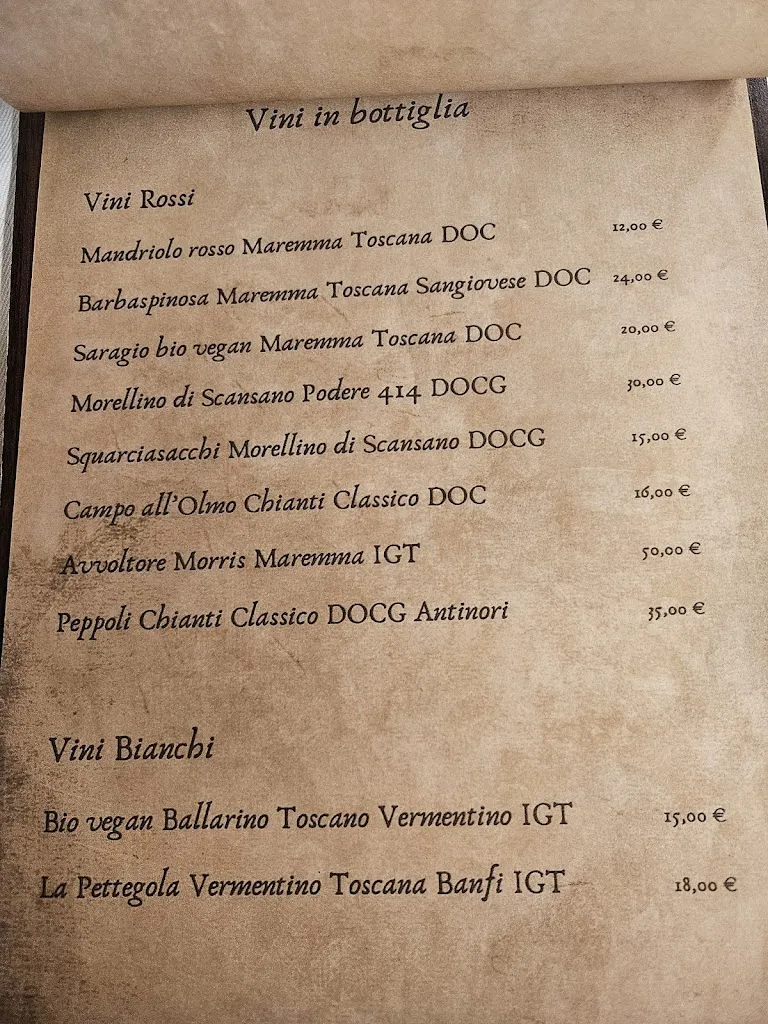 Vini in bottiglia
Vini Rossi
Mandriolo rosso Maremma Toscana DOC 12,00 €
Barbaspinosa Maremma Toscana Sangiovese DOC 24,00 €
Saragio bio vegan Maremma Toscana DOC 20,00 €
Morellino di Scansano Podere 414 DOCG 30,00 €
Squarciasacchi Morellino di Scansano DOCG 15,00 €
Campo all'Olmo Chianti Classico DOC 16,00 €
Avvoltore Morris Maremma IGT 50,00 €
Peppoli Chianti Classico DOCG Antinori 35,00 €
Vini Bianchi
Bio vegan Ballarino Toscano Vermentino IGT 15,00 €
La Pettegola Vermentino Toscana Banfi IGT 18,00 €